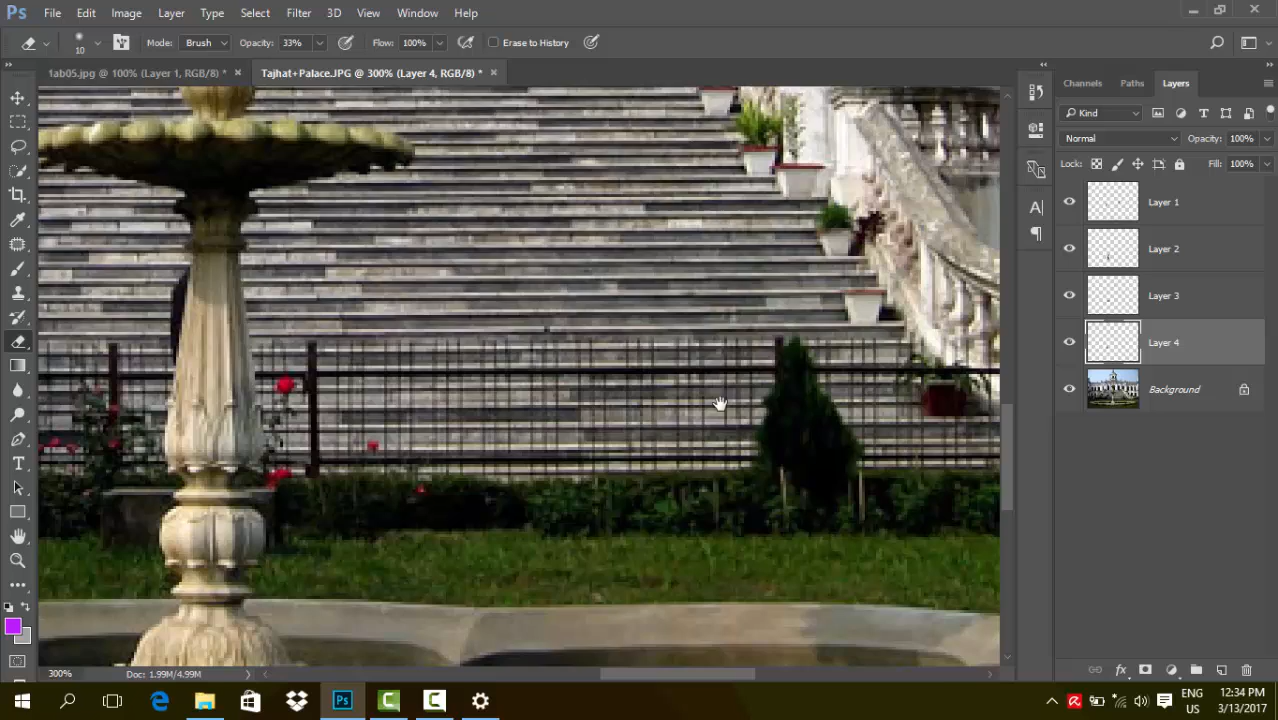 Ps File Edit Image Layer Type Select Filter 3D View Window Help
10 Mode: Brush Opacity: 33% Flow: 100% Erase to History
1ab05.jpg @ 100% (Layer 1, RGB/8) * × Tajhat+Palace.JPG @ 300% (Layer 4, RGB/8) * ×
Channels Paths Layers
Kind
Normal Opacity: 100%
Lock: Fill: 100%
Layer 1
Layer 2
Layer 3
Layer 4
Background
300% Doc: 1.99M/4.99M
ENG
US
12:34 PM
3/13/2017